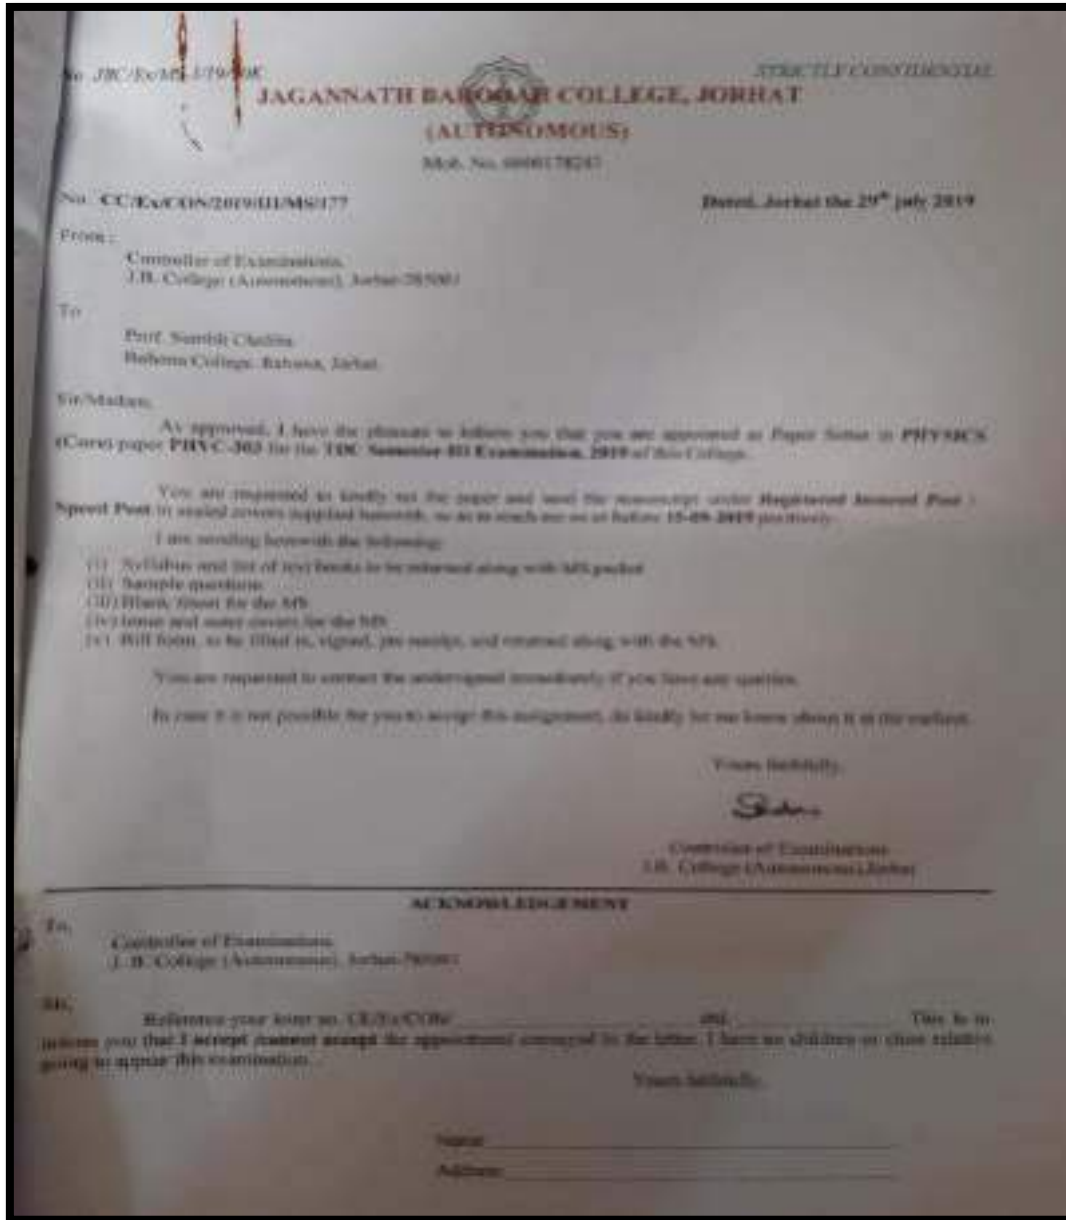 STRICTLY CONFIDENTIAL
JAGANNATH BAROOAH COLLEGE, JORHAT
(AUTONOMOUS)
Mob. No.
No. CC/Ex/CON/2019/III/MS/177 Dated, Jorhat the 29th july 2019
From :
Controller of Examinations
J.B. College (Autonomous), Jorhat-785001
To
Prof.
Bahona College, Bahona, Jorhat
Sir/Madam,
As approved, I have the pleasure to inform you that you are appointed as Paper Setter in PHYSICS
(Core) paper PHYC-303 for the TDC Semester-III Examination, 2019 of this College.
You are requested to kindly set the paper and send the manuscript under Registered Insured Post /
Speed Post in sealed covers supplied herewith, so as to reach me on or before 15-09-2019 positively.
I am sending herewith the following:
(i) Syllabus and list of text books to be returned along with MS packet
(ii) Sample questions
(iii) Blank sheet for the MS
(iv) Inner and outer covers for the MS
(v) Bill form, to be filled in, signed, pre receipt, and returned along with the MS.
You are requested to contact the undersigned immediately if you have any queries.
In case it is not possible for you to accept this assignment, do kindly let me know about it at the earliest.
Yours faithfully,
Controller of Examinations
J.B. College (Autonomous) Jorhat
ACKNOWLEDGEMENT
To,
Controller of Examinations
J. B. College (Autonomous), Jorhat-785001
Sir,
Reference your letter no. CE/Ex/CON/ dtd. This is to
inform you that I accept /cannot accept the appointment conveyed in the letter. I have no children or close relative
going to appear this examination.
Yours faithfully,
Name
Address